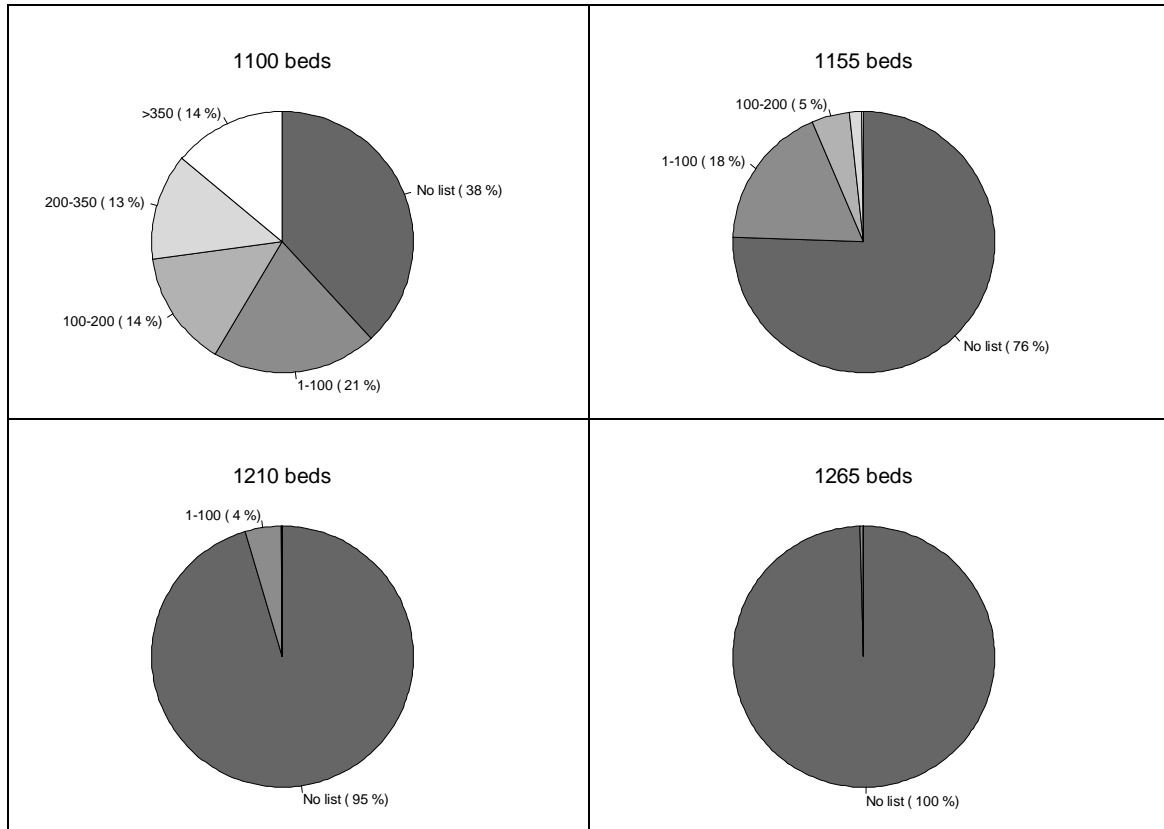 1100 beds
>350 ( 14 %)
No list ( 38 %)
200-350 ( 13 %)
100-200 ( 14 %)
1-100 ( 21 %)
1155 beds
100-200 ( 5 %)
1-100 ( 18 %)
No list ( 76 %)
1210 beds
1-100 ( 4 %)
No list ( 95 %)
1265 beds
No list ( 100 %)